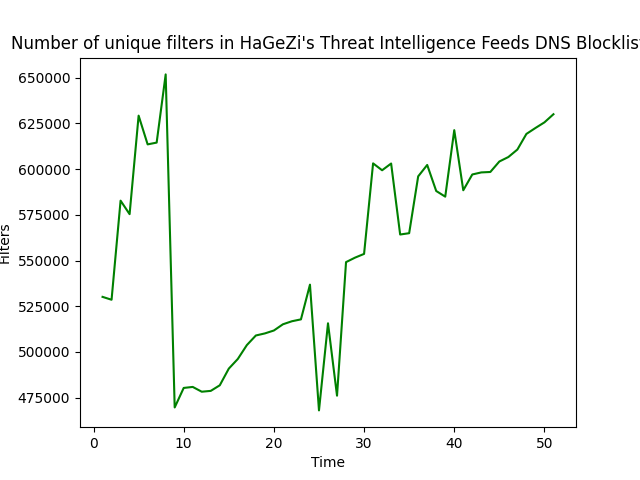 Number of unique filters in HaGeZi's Threat Intelligence Feeds DNS Blocklist
650000
625000
600000
575000
550000
525000
500000
475000
Filters
0 10 20 30 40 50
Time